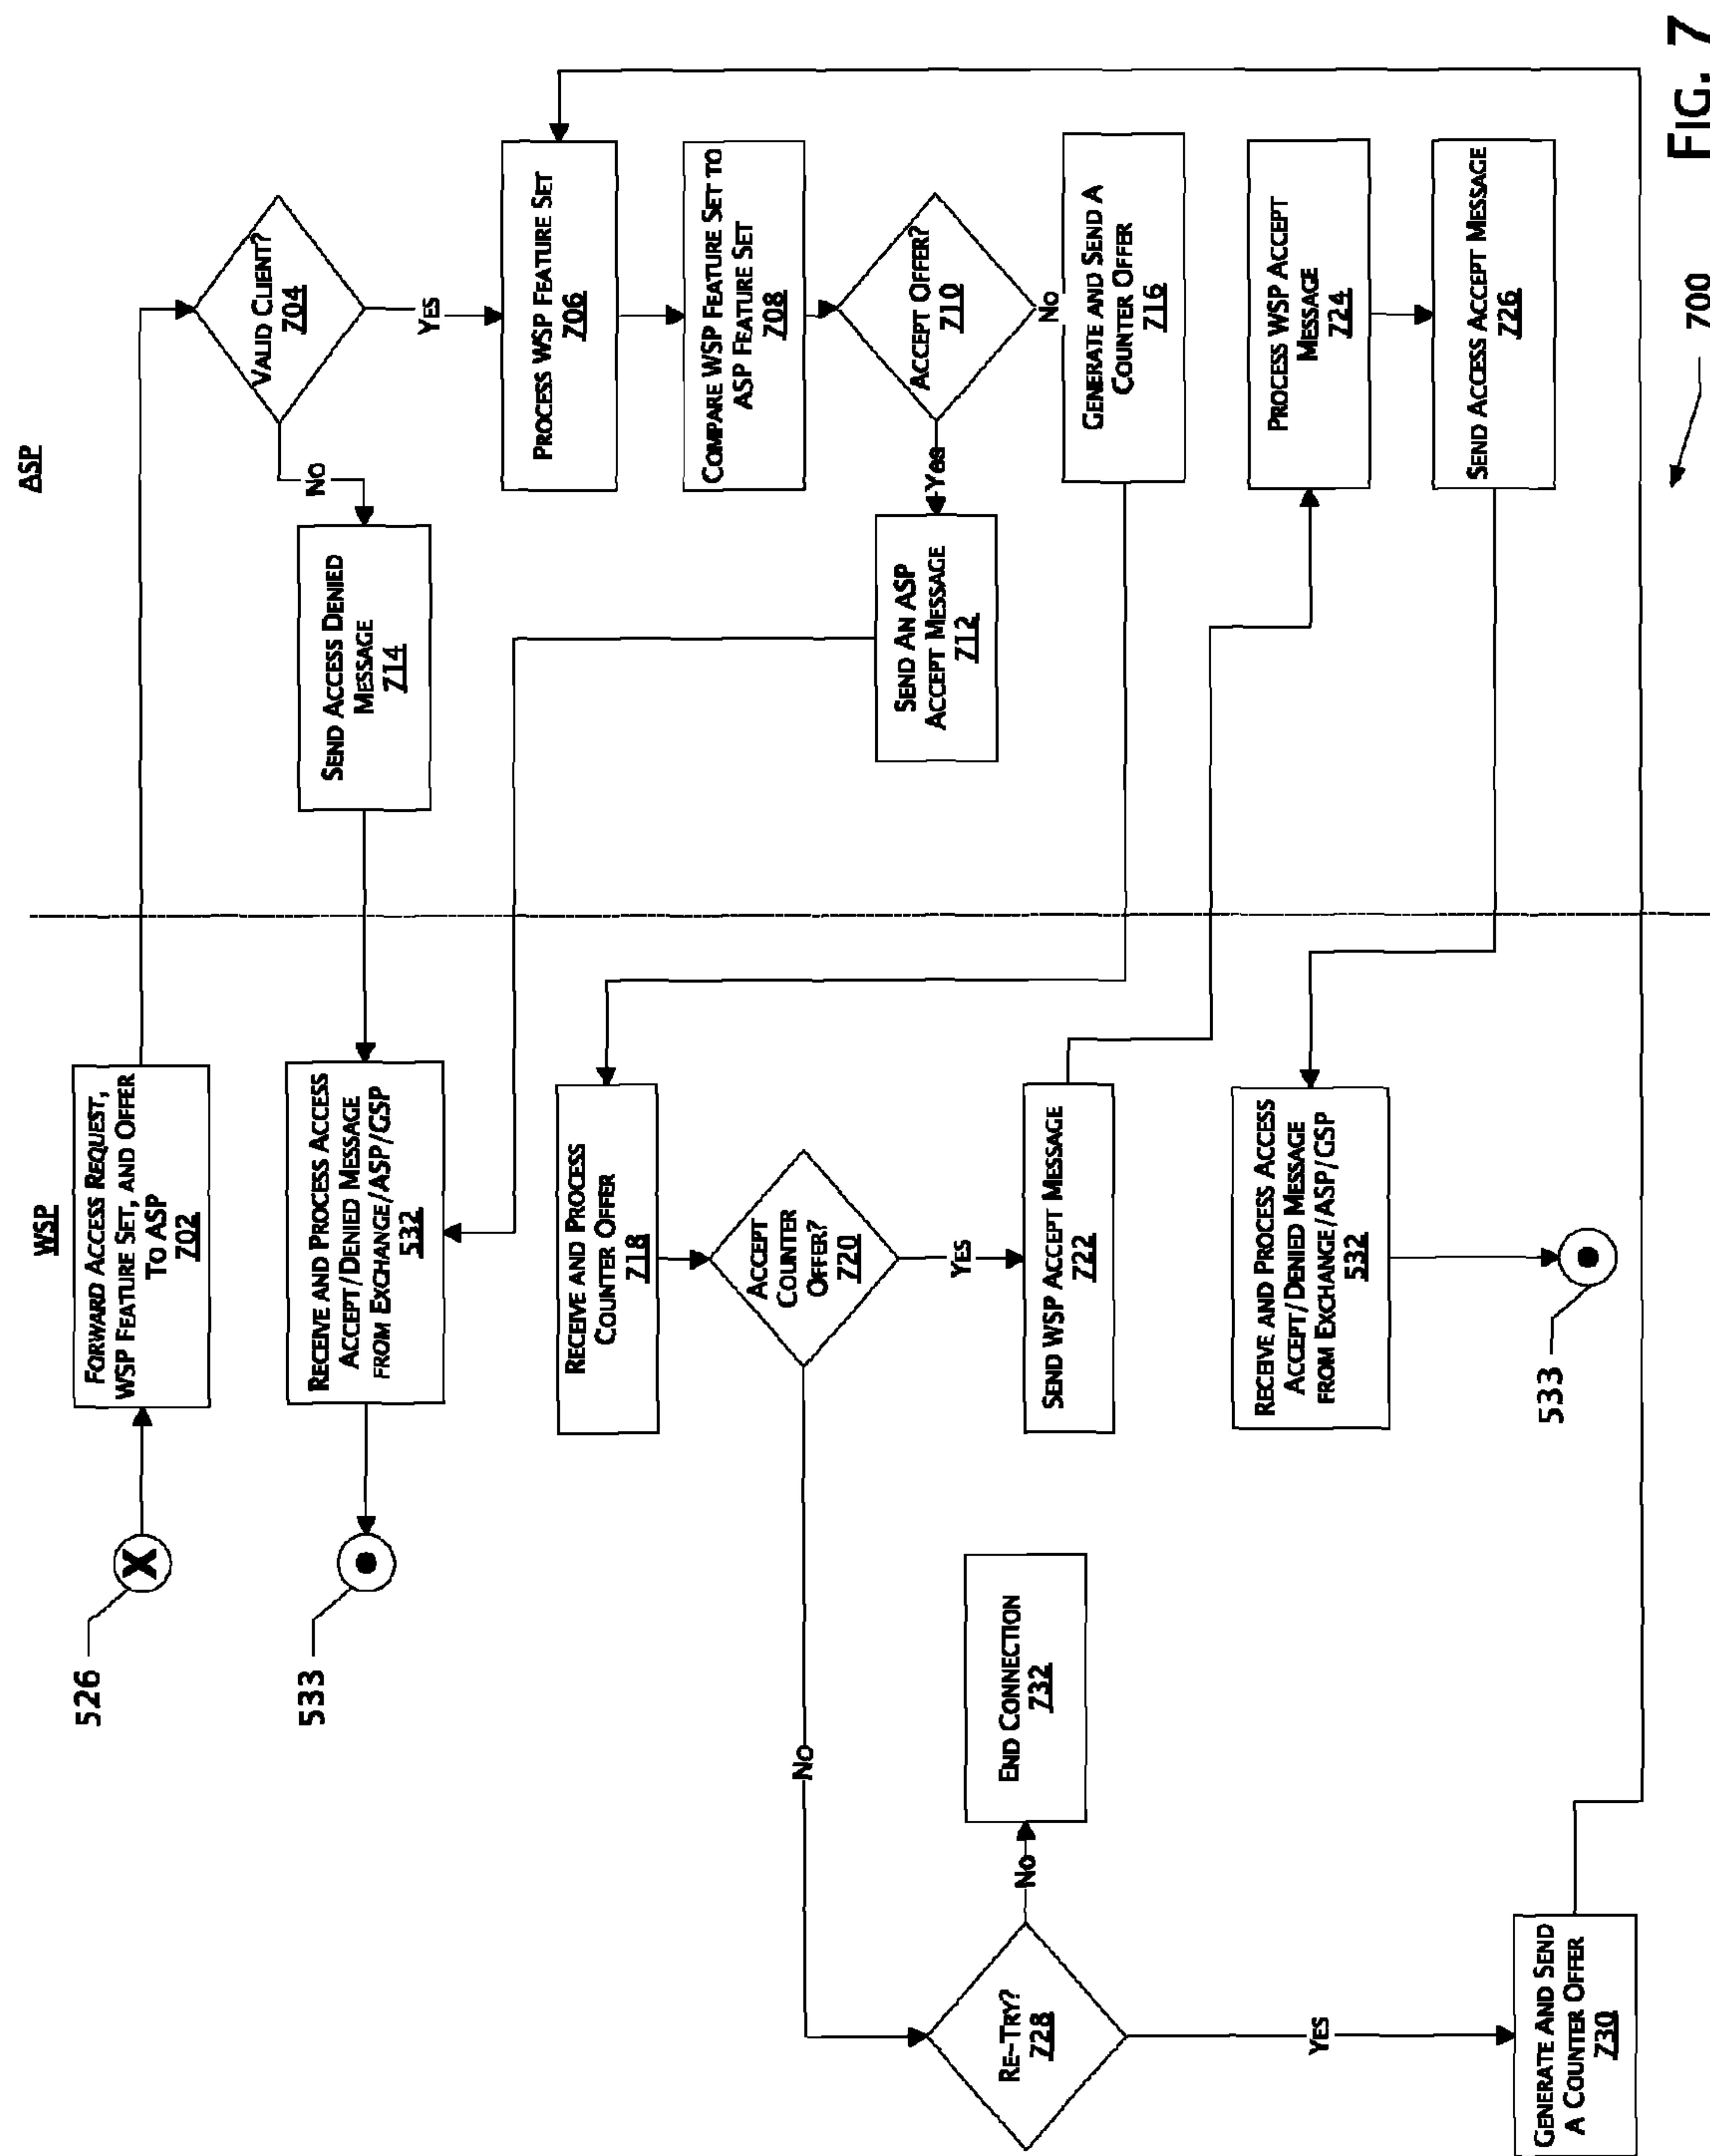 WSP
ASP
526
X
FORWARD ACCESS REQUEST,
WSP FEATURE SET, AND OFFER
TO ASP
702
VALID CLIENT?
704
NO
YES
SEND ACCESS DENIED
MESSAGE
714
533
RECEIVE AND PROCESS ACCESS
ACCEPT/DENIED MESSAGE
FROM EXCHANGE/ASP/GSP
532
PROCESS WSP FEATURE SET
706
COMPARE WSP FEATURE SET TO
ASP FEATURE SET
708
ACCEPT OFFER?
710
Yes
No
SEND AN ASP
ACCEPT MESSAGE
712
GENERATE AND SEND A
COUNTER OFFER
716
RECEIVE AND PROCESS
COUNTER OFFER
718
ACCEPT
COUNTER
OFFER?
720
No
YES
SEND WSP ACCEPT MESSAGE
722
PROCESS WSP ACCEPT
MESSAGE
724
SEND ACCESS ACCEPT MESSAGE
726
RECEIVE AND PROCESS ACCESS
ACCEPT/DENIED MESSAGE
FROM EXCHANGE/ASP/GSP
532
533
RE-TRY?
728
No
END CONNECTION
732
YES
GENERATE AND SEND
A COUNTER OFFER
730
700
FIG. 7